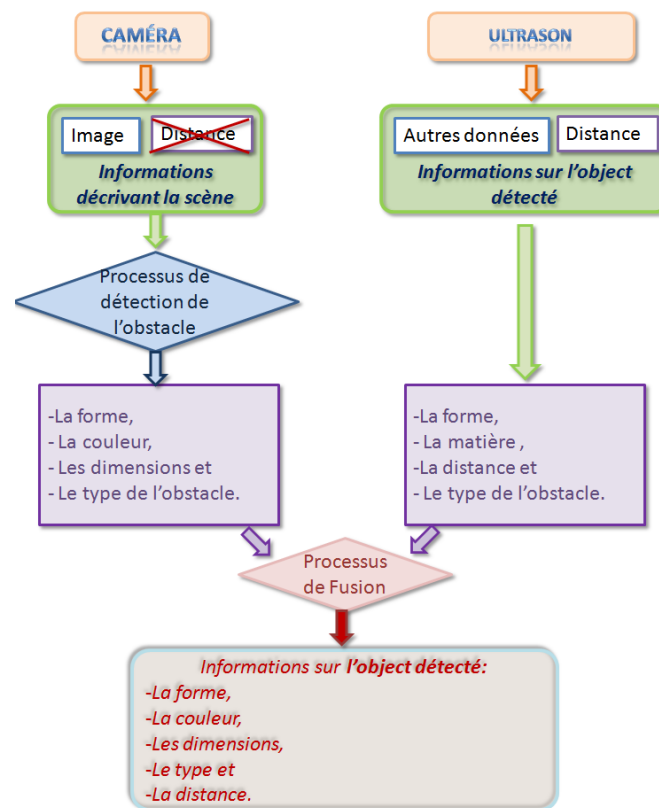 CAMÉRA
ULTRASON
Image
Distance
Informations
décrivant la scène
Autres données
Distance
Informations sur l'object
détecté
Processus de
détection de
l'obstacle
-La forme,
- La couleur,
- Les dimensions et
- Le type de l'obstacle.
-La forme,
- La matière ,
-La distance et
- Le type de l'obstacle.
Processus
de Fusion
Informations sur l'object détecté:
-La forme,
-La couleur,
-Les dimensions,
-Le type et
-La distance.